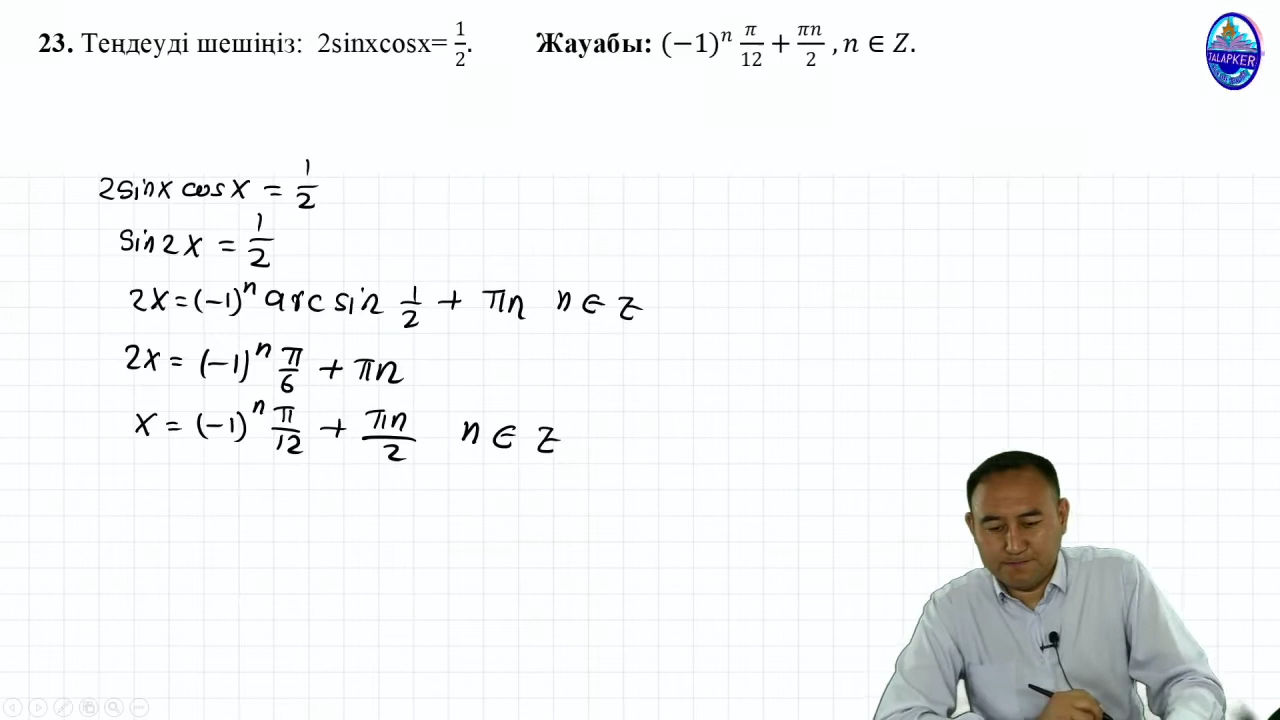 23. Теңдеуді шешіңіз: 2sinxcosx= 1/2. Жауабы: (−1)ⁿ π/12 + πn/2 , n ∈ Z.
TALAPKER
2sinx cosx = 1/2
sin2x = 1/2
2x = (−1)ⁿ arcsin 1/2 + πn n ∈ Z
2x = (−1)ⁿ π/6 + πn
x = (−1)ⁿ π/12 + πn/2 n ∈ Z